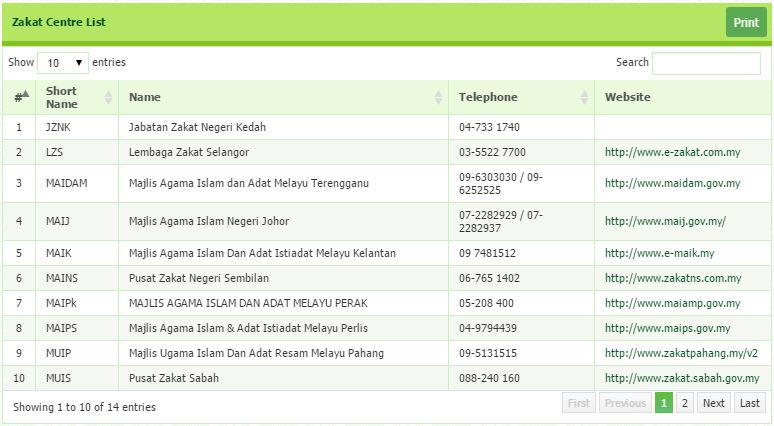 Zakat Centre List Print
Show 10 entries Search
# Short Name Name Telephone Website
1 JZNK Jabatan Zakat Negeri Kedah 04-733 1740
2 LZS Lembaga Zakat Selangor 03-5522 7700 http://www.e-zakat.com.my
3 MAIDAM Majlis Agama Islam dan Adat Melayu Terengganu 09-6303030 / 09-6252525 http://www.maidam.gov.my
4 MAIJ Majlis Agama Islam Negeri Johor 07-2282929 / 07-2282937 http://www.maij.gov.my/
5 MAIK Majlis Agama Islam Dan Adat Istiadat Melayu Kelantan 09 7481512 http://www.e-maik.my
6 MAINS Pusat Zakat Negeri Sembilan 06-765 1402 http://www.zakatns.com.my
7 MAIPk MAJLIS AGAMA ISLAM DAN ADAT MELAYU PERAK 05-208 400 http://www.maiamp.gov.my
8 MAIPS Majlis Agama Islam & Adat Istiadat Melayu Perlis 04-9794439 http://www.maips.gov.my
9 MUIP Majlis Ugama Islam Dan Adat Resam Melayu Pahang 09-5131515 http://www.zakatpahang.my/v2
10 MUIS Pusat Zakat Sabah 088-240 160 http://www.zakat.sabah.gov.my
Showing 1 to 10 of 14 entries First Previous 1 2 Next Last